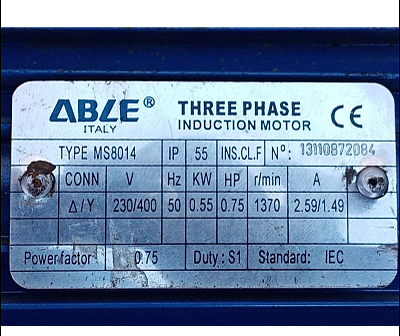 ABLE® THREE PHASE CE
ITALY INDUCTION MOTOR
TYPE MS8014 IP 55 INS.CL.F Nº: 13110872084
CONN V Hz KW HP r/min A
Δ/Y 230/400 50 0.55 0.75 1370 2.59/1.49
Power factor 0.75 Duty: S1 Standard: IEC